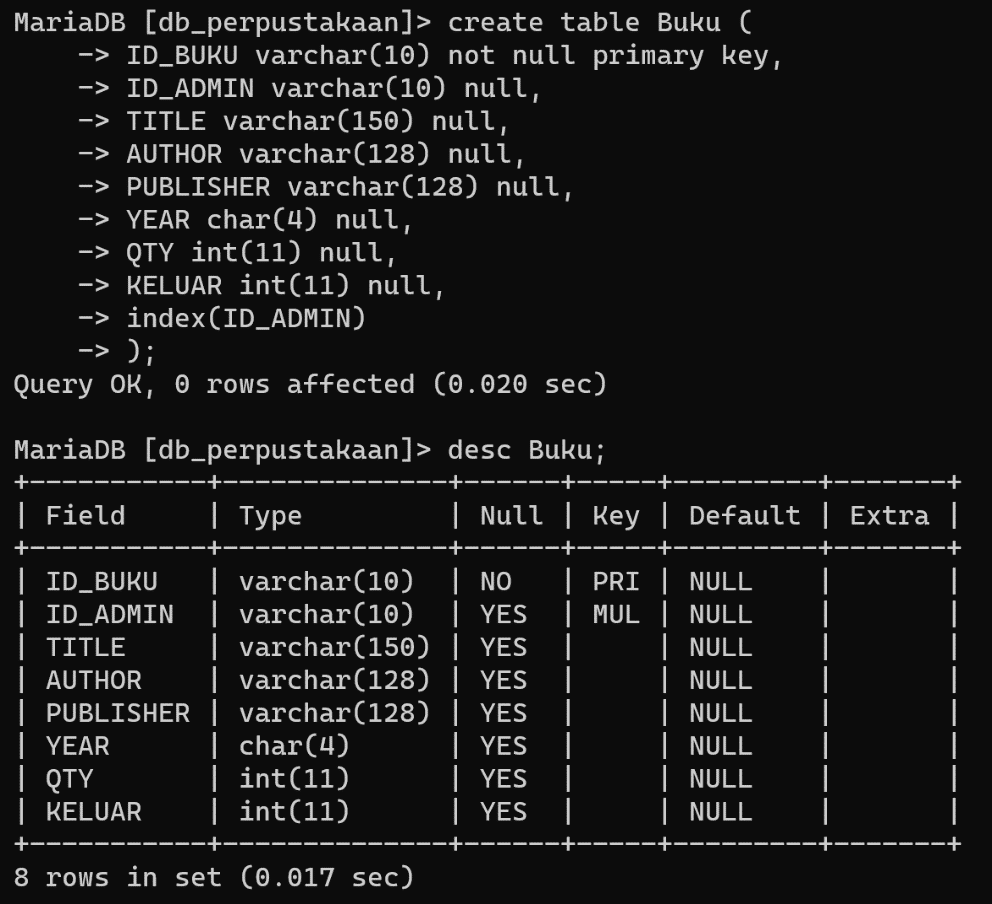 MariaDB [db_perpustakaan]> create table Buku (
    -> ID_BUKU varchar(10) not null primary key,
    -> ID_ADMIN varchar(10) null,
    -> TITLE varchar(150) null,
    -> AUTHOR varchar(128) null,
    -> PUBLISHER varchar(128) null,
    -> YEAR char(4) null,
    -> QTY int(11) null,
    -> KELUAR int(11) null,
    -> index(ID_ADMIN)
    -> );
Query OK, 0 rows affected (0.020 sec)

MariaDB [db_perpustakaan]> desc Buku;
+-----------+--------------+------+-----+---------+-------+
| Field     | Type         | Null | Key | Default | Extra |
+-----------+--------------+------+-----+---------+-------+
| ID_BUKU   | varchar(10)  | NO   | PRI | NULL    |       |
| ID_ADMIN  | varchar(10)  | YES  | MUL | NULL    |       |
| TITLE     | varchar(150) | YES  |     | NULL    |       |
| AUTHOR    | varchar(128) | YES  |     | NULL    |       |
| PUBLISHER | varchar(128) | YES  |     | NULL    |       |
| YEAR      | char(4)      | YES  |     | NULL    |       |
| QTY       | int(11)      | YES  |     | NULL    |       |
| KELUAR    | int(11)      | YES  |     | NULL    |       |
+-----------+--------------+------+-----+---------+-------+
8 rows in set (0.017 sec)